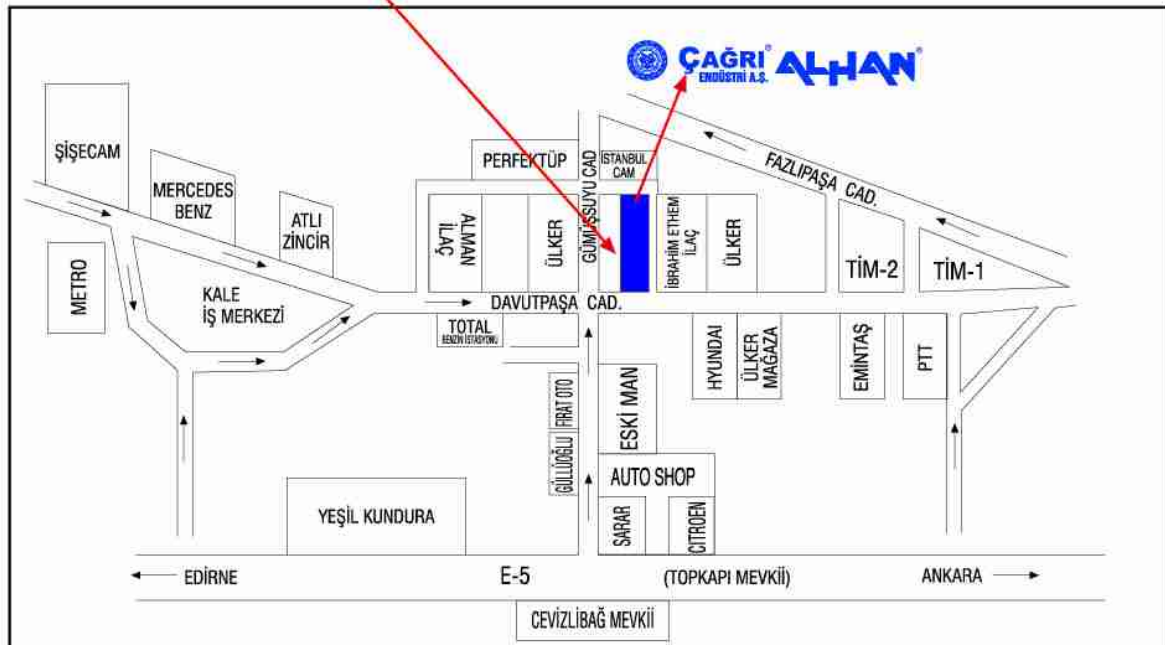 ÇAĞRI® ALHAN®
ENDÜSTRİ A.Ş.
ŞİŞECAM
MERCEDES
BENZ
ATLI
ZİNCİR
METRO
KALE
İŞ MERKEZİ
PERFEKTÜP
GÜMÜŞSUYU CAD
İSTANBUL
CAM
FAZLIPAŞA CAD.
ALMAN
İLAÇ
ÜLKER
İBRAHİM ETHEM
İLAÇ
ÜLKER
TİM-2
TİM-1
DAVUTPAŞA CAD.
TOTAL
BENZİN İSTASYONU
HYUNDAI
ÜLKER
MAĞAZA
EMİNTAŞ
PTT
FIRAT OTO
GÜLLÜOĞLU
ESKİ MAN
AUTO SHOP
SARAR
CITROEN
YEŞİL KUNDURA
EDİRNE
E-5
(TOPKAPI MEVKİİ)
ANKARA
CEVİZLİBAĞ MEVKİİ